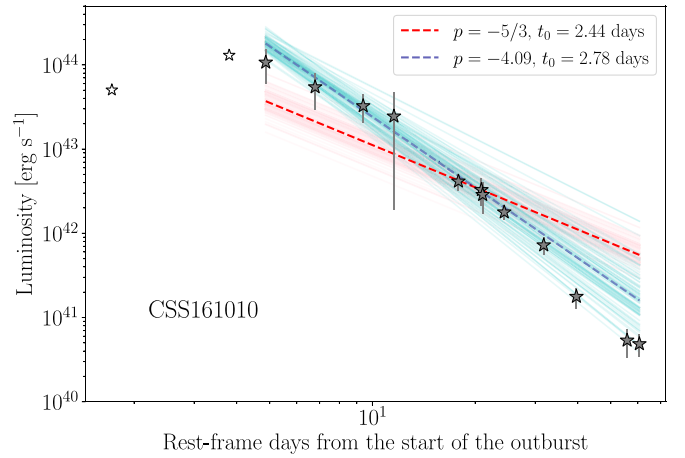 p = −5/3, t₀ = 2.44 days
p = −4.09, t₀ = 2.78 days
10⁴⁴
10⁴³
10⁴²
10⁴¹
10⁴⁰
Luminosity [erg s⁻¹]
CSS161010
10¹
Rest-frame days from the start of the outburst